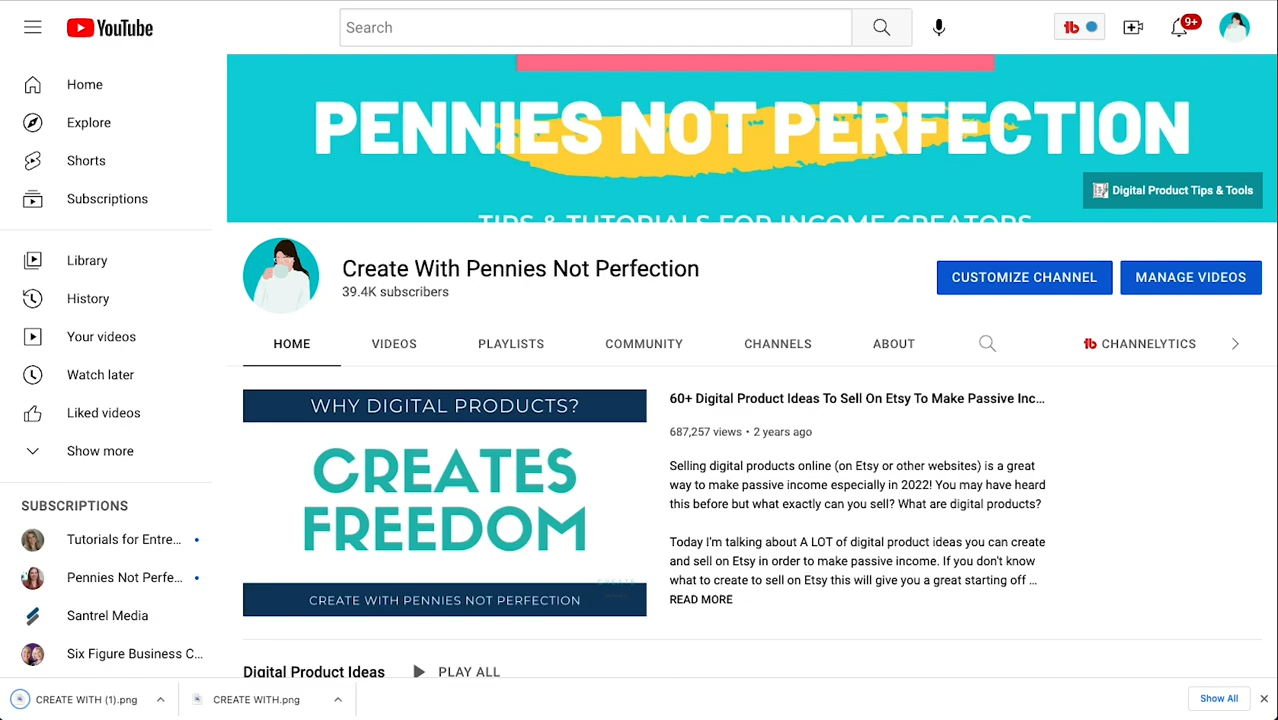 YouTube
Search
9+
Home
Explore
Shorts
Subscriptions
Library
History
Your videos
Watch later
Liked videos
Show more
SUBSCRIPTIONS
Tutorials for Entre...
Pennies Not Perfe...
Santrel Media
Six Figure Business C...
PENNIES NOT PERFECTION
TIPS & TUTORIALS FOR INCOME CREATORS
Digital Product Tips & Tools
Create With Pennies Not Perfection
39.4K subscribers
CUSTOMIZE CHANNEL
MANAGE VIDEOS
HOME VIDEOS PLAYLISTS COMMUNITY CHANNELS ABOUT CHANNELYTICS
WHY DIGITAL PRODUCTS?
CREATES
FREEDOM
CREATE WITH PENNIES NOT PERFECTION
60+ Digital Product Ideas To Sell On Etsy To Make Passive Inc...
687,257 views • 2 years ago
Selling digital products online (on Etsy or other websites) is a great
way to make passive income especially in 2022! You may have heard
this before but what exactly can you sell? What are digital products?
Today I'm talking about A LOT of digital product ideas you can create
and sell on Etsy in order to make passive income. If you don't know
what to create to sell on Etsy this will give you a great starting off ...
READ MORE
Digital Product Ideas PLAY ALL
CREATE WITH (1).png
CREATE WITH.png
Show All